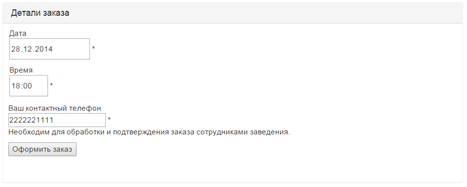 Детали заказа
Дата
28.12.2014 *
Время
18:00 *
Ваш контактный телефон
2222221111 *
Необходим для обработки и подтверждения заказа сотрудниками заведения.
Оформить заказ